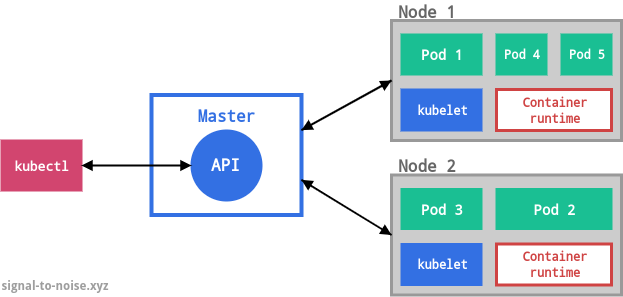 Node 1
Pod 1
Pod 4
Pod 5
kubelet
Container
runtime
Master
API
kubectl
Node 2
Pod 3
Pod 2
kubelet
Container
runtime
signal-to-noise.xyz